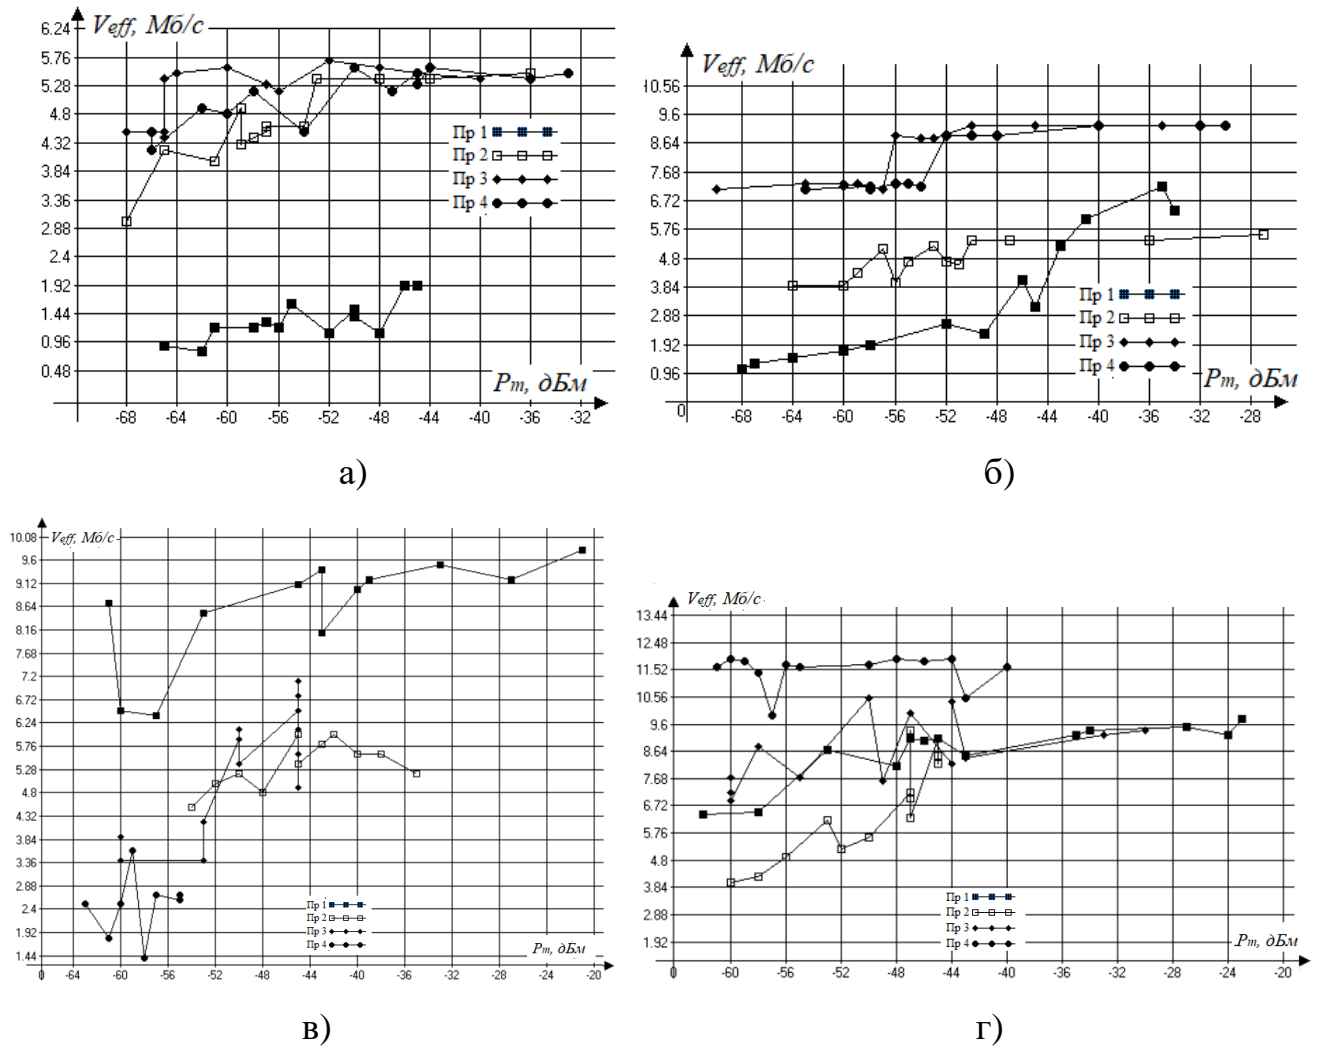 Veff, Мб/с
6.24
5.76
5.28
4.8
4.32
3.84
3.36
2.88
2.4
1.92
1.44
0.96
0.48
Пр 1
Пр 2
Пр 3
Пр 4
Pm, дБм
-68 -64 -60 -56 -52 -48 -44 -40 -36 -32
а)
Veff, Мб/с
10.56
9.6
8.64
7.68
6.72
5.76
4.8
3.84
2.88
1.92
0.96
Пр 1
Пр 2
Пр 3
Пр 4
Pm, дБм
0 -68 -64 -60 -56 -52 -48 -44 -40 -36 -28
б)
Veff, Мб/с
10.08
9.6
9.12
8.64
8.16
7.68
7.2
6.72
6.24
5.76
5.28
4.8
4.32
3.84
3.36
2.88
2.4
1.92
1.44
Пр 1
Пр 2
Пр 3
Пр 4
Pm, дБм
0 64 -60 -56 -52 -48 -44 -40 -36 -32 -28 -24 -20
в)
Veff, Мб/с
13.44
12.48
11.52
10.56
9.6
8.64
7.68
6.72
5.76
4.8
3.84
2.88
1.92
Пр 1
Пр 2
Пр 3
Пр 4
Pm, дБм
0 -60 -56 -52 -48 -44 -40 -36 -32 -28 -24 -20
г)